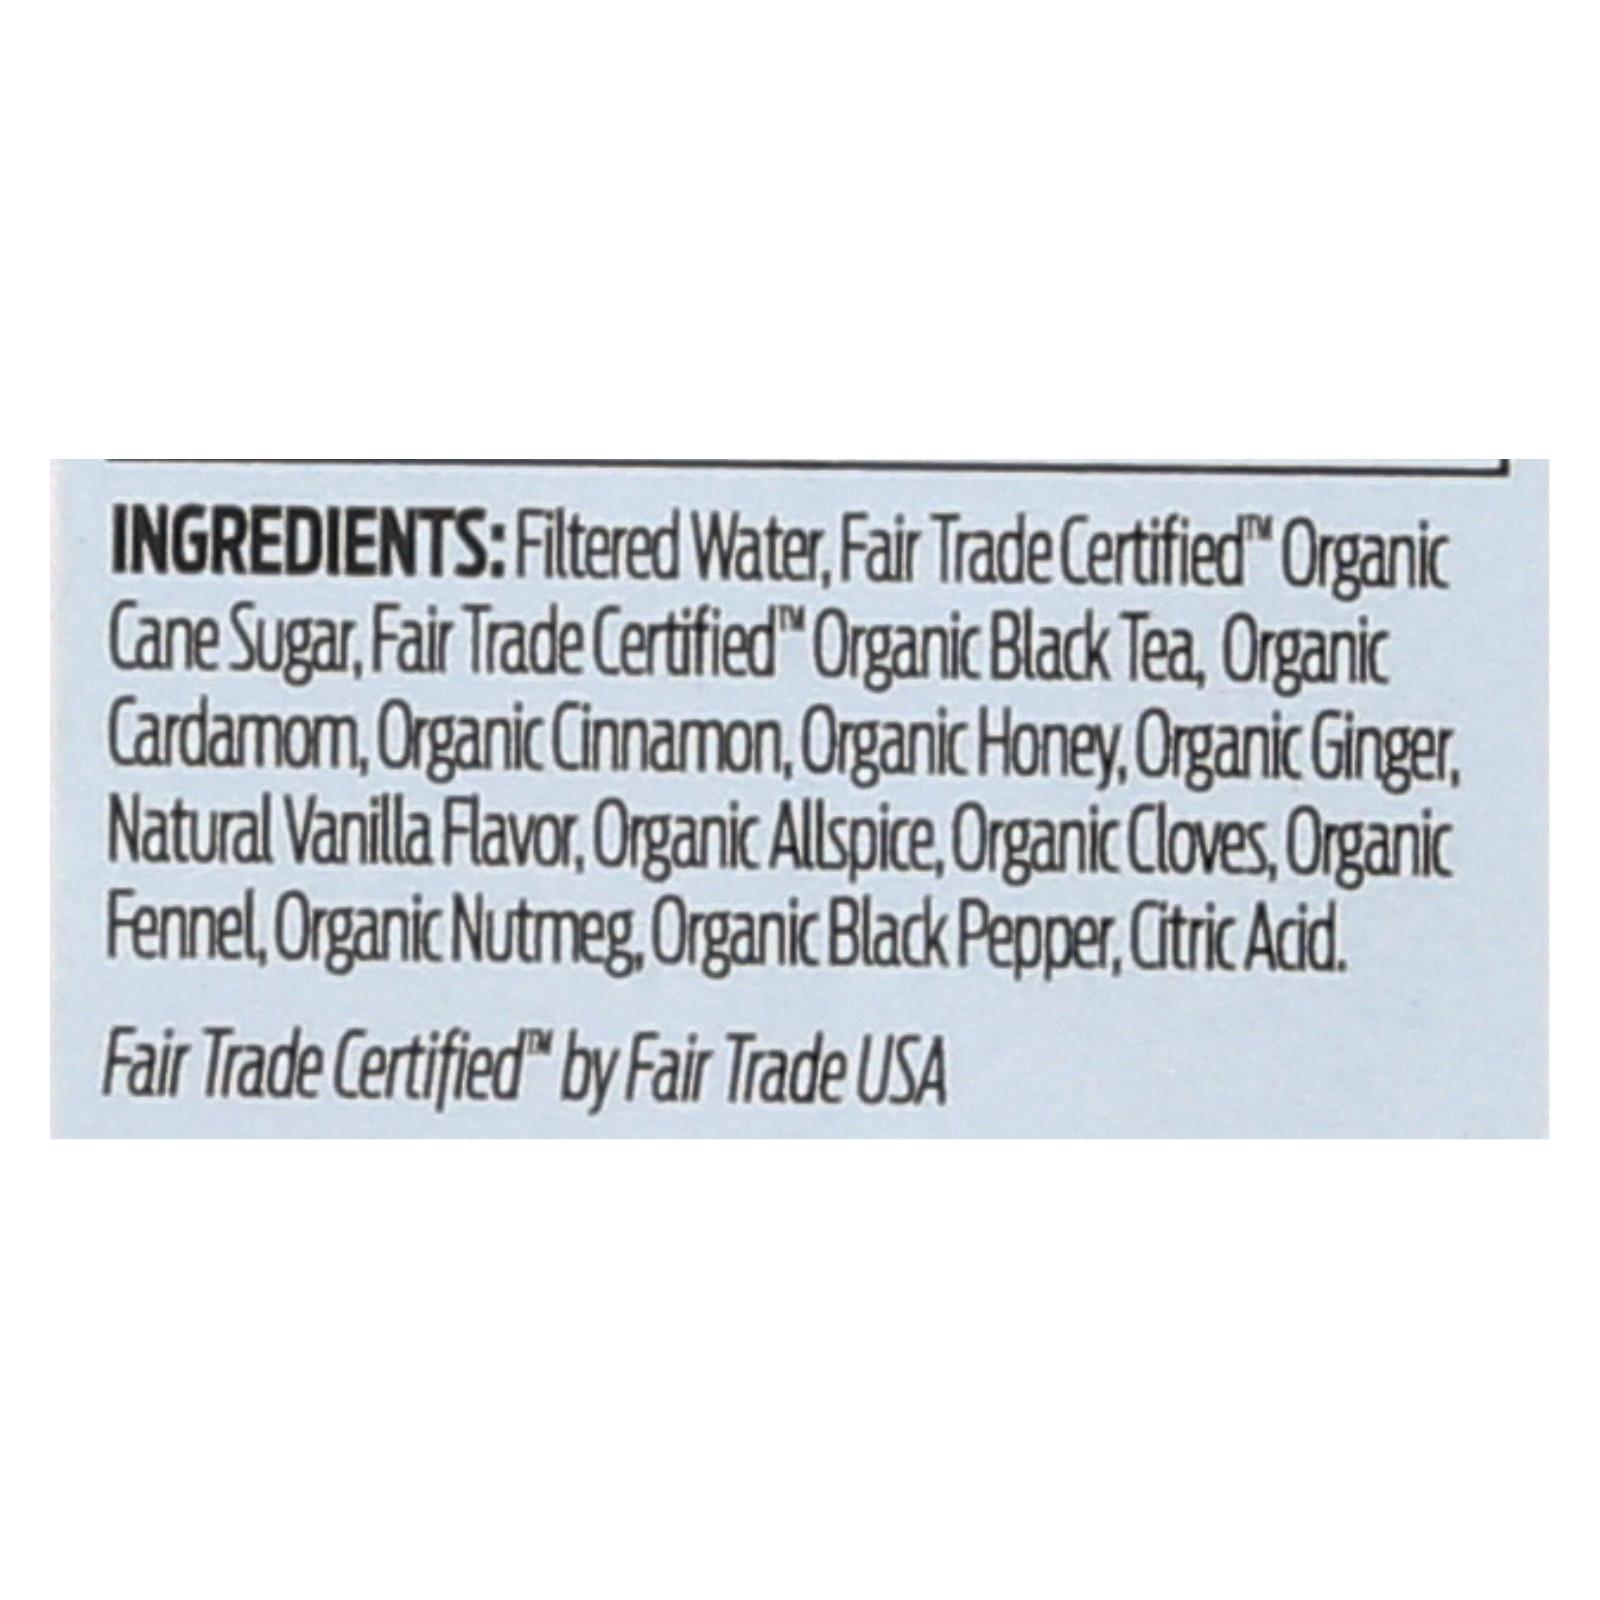 INGREDIENTS: Filtered Water, Fair Trade Certified™ Organic
Cane Sugar, Fair Trade Certified™ Organic Black Tea, Organic
Cardamom, Organic Cinnamon, Organic Honey, Organic Ginger,
Natural Vanilla Flavor, Organic Allspice, Organic Cloves, Organic
Fennel, Organic Nutmeg, Organic Black Pepper, Citric Acid.
Fair Trade Certified™ by Fair Trade USA